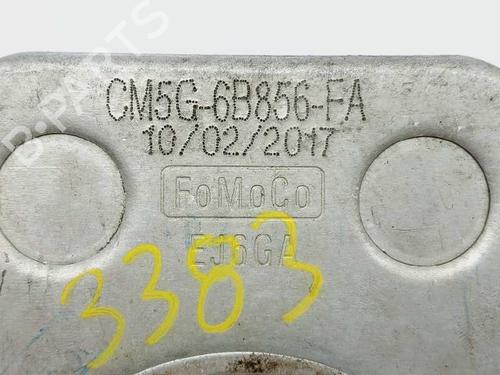 CM5G-6B856-FA
10/02/2017
FoMoCo
EJ6GA
3383
B-PARTS